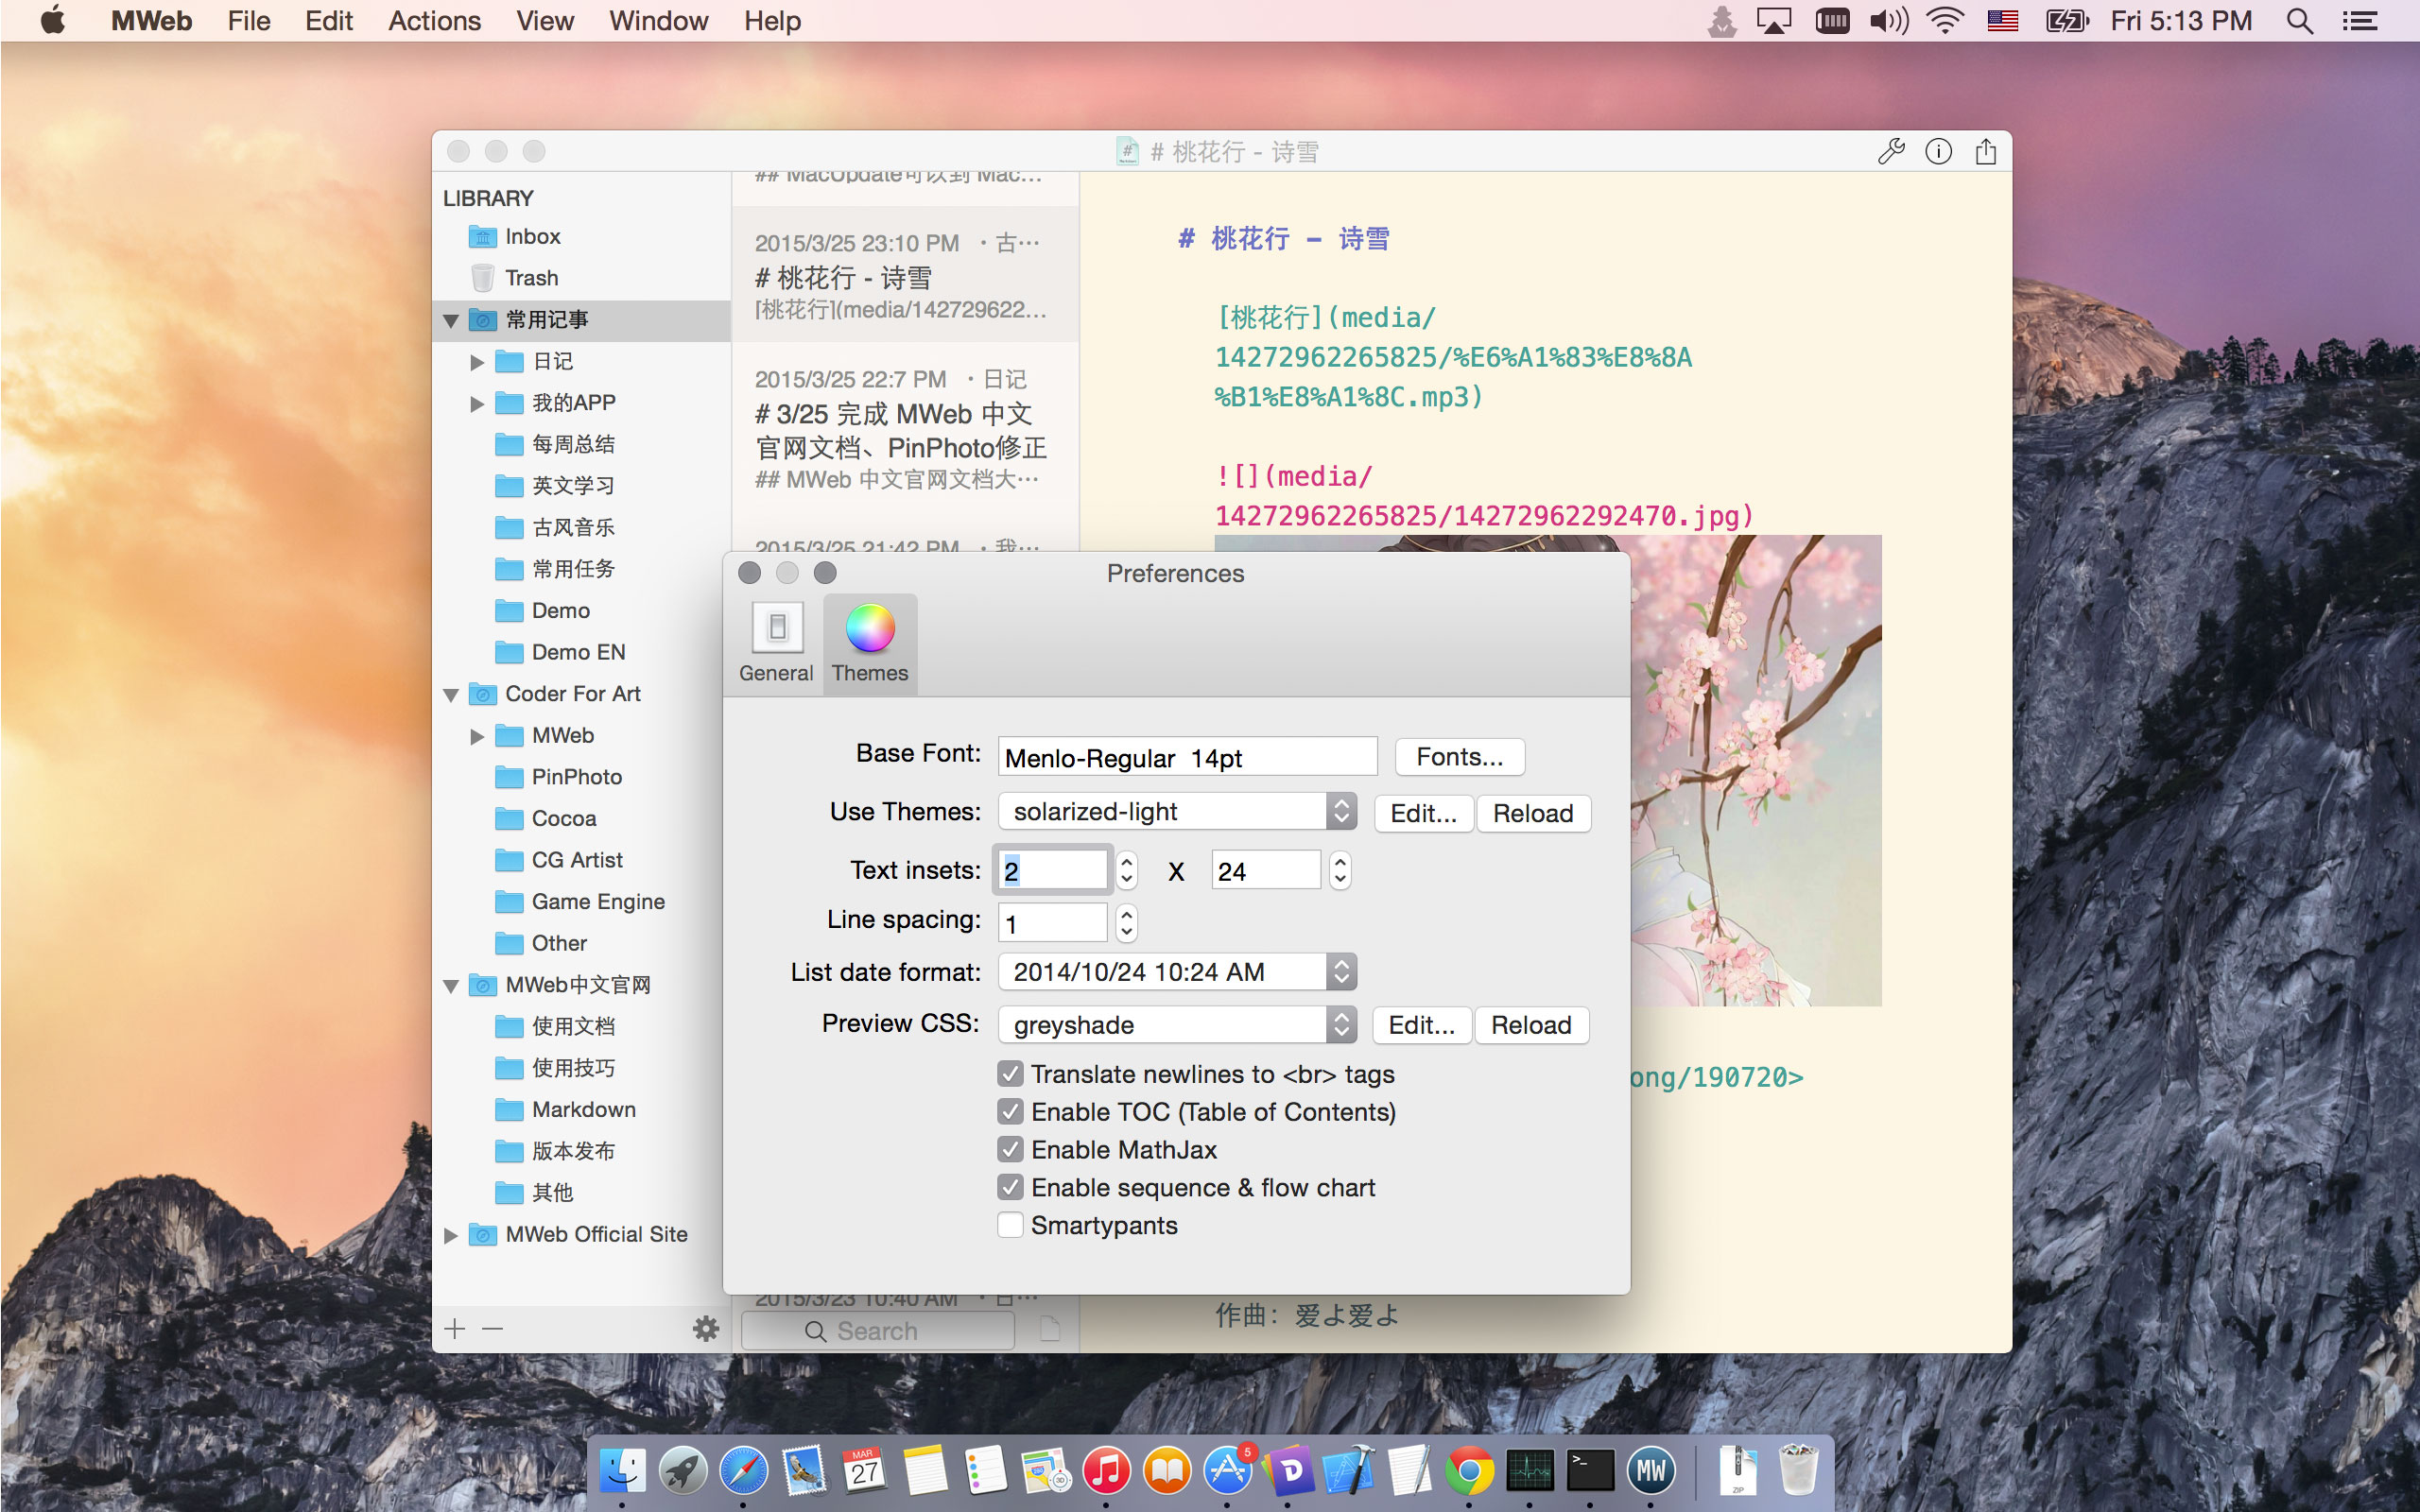 MWeb File Edit Actions View Window Help
Fri 5:13 PM
# 桃花行 - 诗雪
LIBRARY
Inbox
Trash
常用记事
日记
我的APP
每周总结
英文学习
古风音乐
常用任务
Demo
Demo EN
Coder For Art
MWeb
PinPhoto
Cocoa
CG Artist
Game Engine
Other
MWeb中文官网
使用文档
使用技巧
Markdown
版本发布
其他
MWeb Official Site
## MacUpdate可以到 Mac...
2015/3/25 23:10 PM ・古…
# 桃花行 - 诗雪
[桃花行](media/142729622...
2015/3/25 22:7 PM ・日记
# 3/25 完成 MWeb 中文
官网文档、PinPhoto修正
## MWeb 中文官网文档大…
2015/3/25 21:42 PM ・我…
2015/3/23 10:40 AM ・日…
Search
# 桃花行 – 诗雪
[桃花行](media/
14272962265825/%E6%A1%83%E8%8A
%B1%E8%A1%8C.mp3)
![](media/
14272962265825/14272962292470.jpg)
ong/190720>
作曲: 爱よ爱よ
Preferences
General
Themes
Base Font: Menlo-Regular 14pt Fonts...
Use Themes: solarized-light Edit... Reload
Text insets: 2 X 24
Line spacing: 1
List date format: 2014/10/24 10:24 AM
Preview CSS: greyshade Edit... Reload
Translate newlines to <br> tags
Enable TOC (Table of Contents)
Enable MathJax
Enable sequence & flow chart
Smartypants
MAR
27
3D
5
D
>_
MW
ZIP